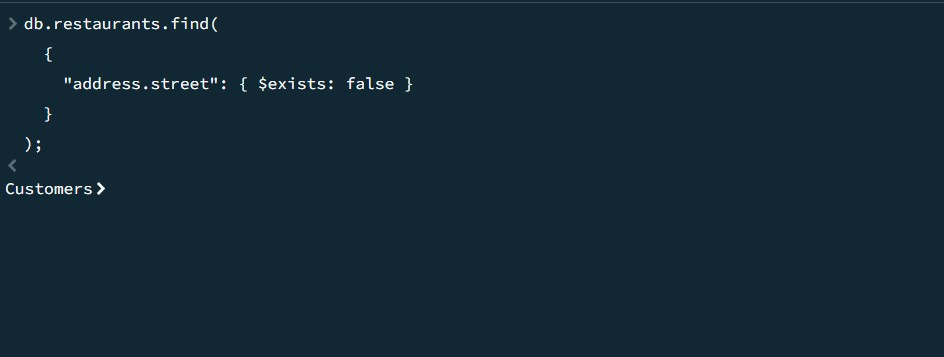 > db.restaurants.find(
{
"address.street": { $exists: false }
}
);
<
Customers>